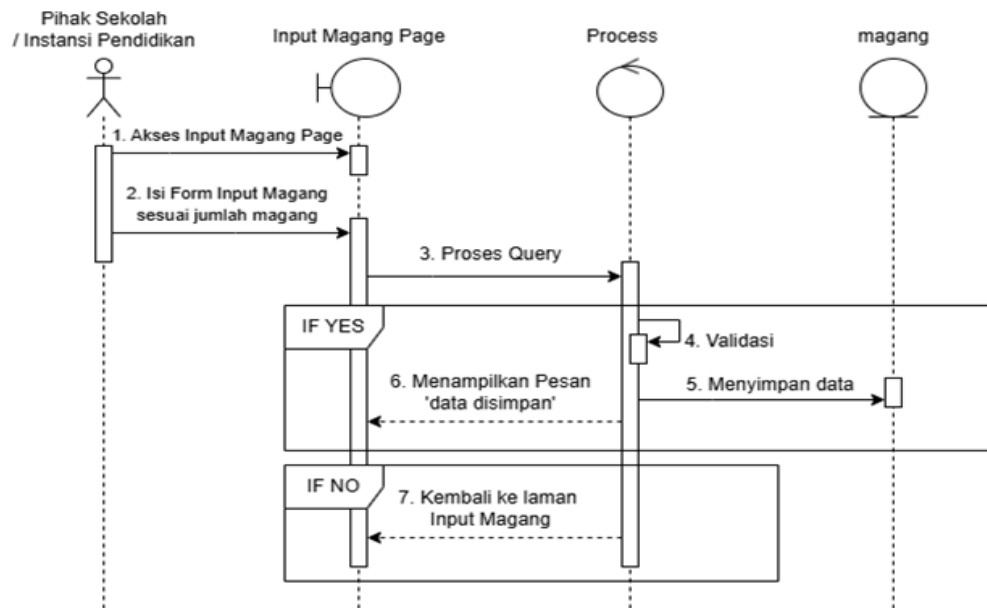 Pihak Sekolah
/ Instansi Pendidikan
Input Magang Page
Process
magang
1. Akses Input Magang Page
2. Isi Form Input Magang
sesuai jumlah magang
3. Proses Query
IF YES
4. Validasi
5. Menyimpan data
6. Menampilkan Pesan
'data disimpan'
IF NO
7. Kembali ke laman
Input Magang